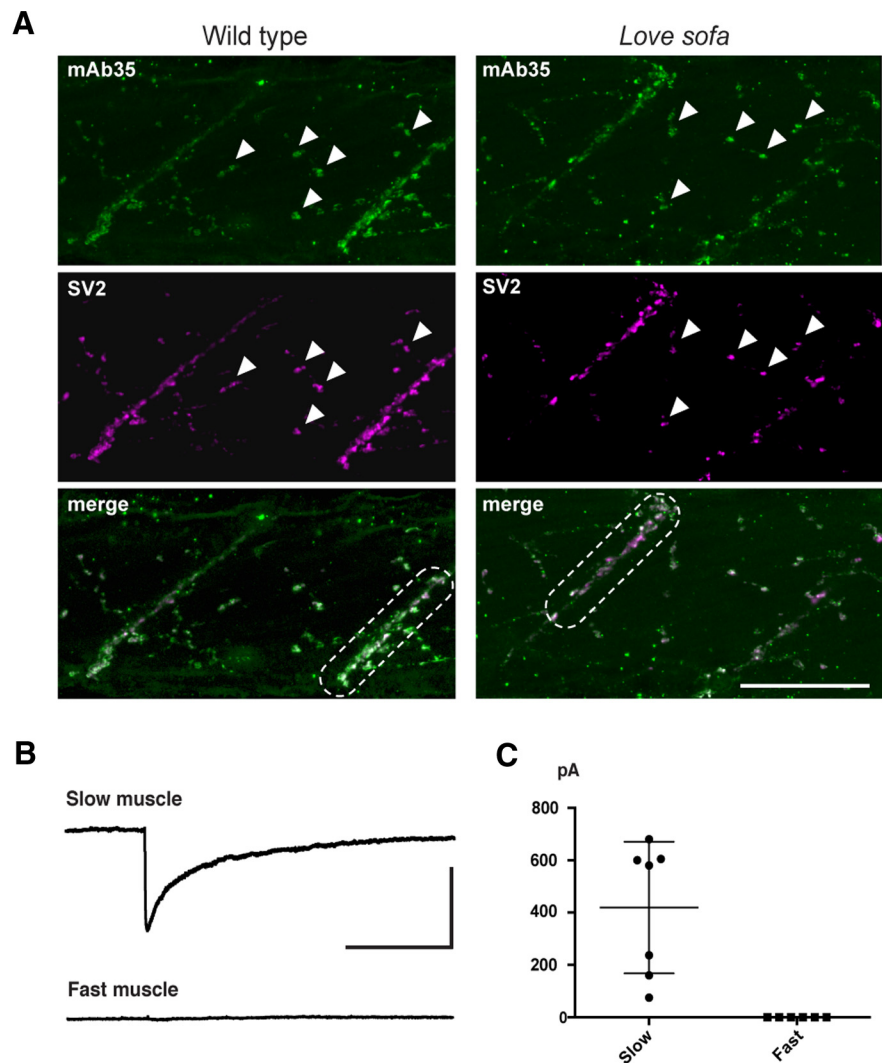 A
Wild type
Love sofa
mAb35
mAb35
SV2
SV2
merge
merge
B
Slow muscle
Fast muscle
C
pA
800
600
400
200
0
Slow
Fast